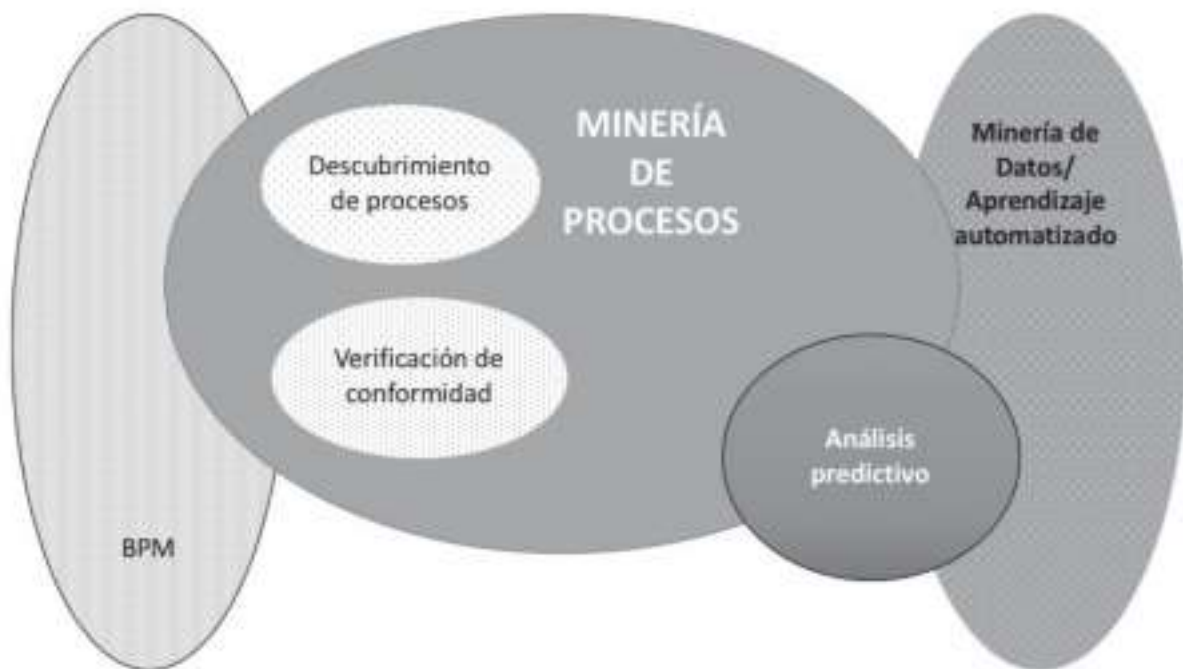 MINERÍA
DE
PROCESOS
Descubrimiento
de procesos
Verificación de
conformidad
Minería de
Datos/
Aprendizaje
automatizado
Análisis
predictivo
BPM